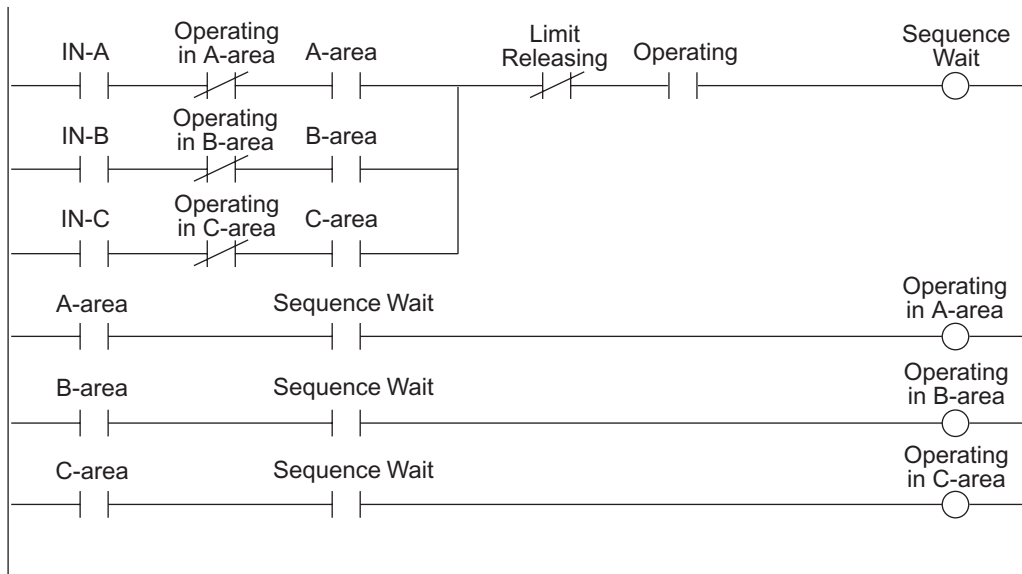 IN-A
Operating
in A-area
A-area
Limit
Releasing
Operating
Sequence
Wait
IN-B
Operating
in B-area
B-area
IN-C
Operating
in C-area
C-area
A-area
Sequence Wait
Operating
in A-area
B-area
Sequence Wait
Operating
in B-area
C-area
Sequence Wait
Operating
in C-area